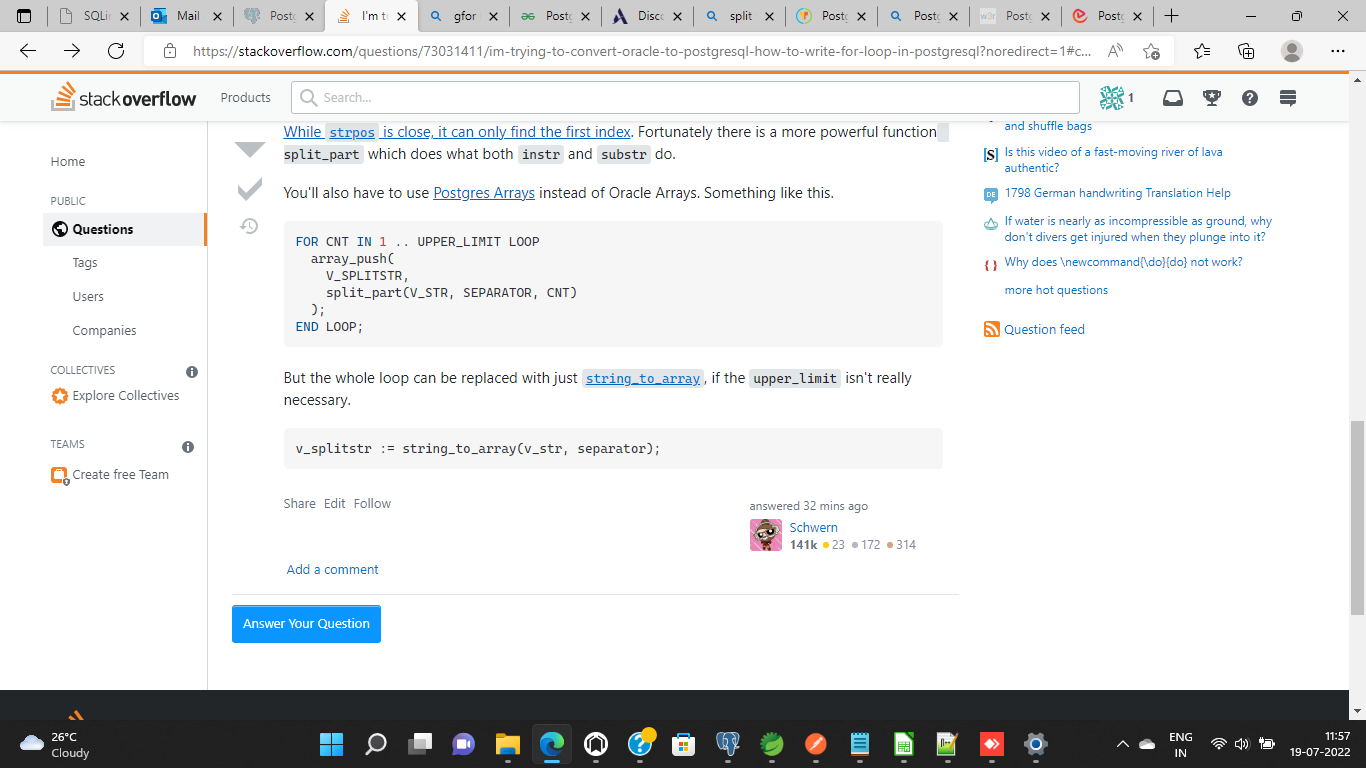 SQLi
Mail
Postg
I'm t
gfor
Postg
Disco
split
Postg
Postg
Postg
Postg
https://stackoverflow.com/questions/73031411/im-trying-to-convert-oracle-to-postgresql-how-to-write-for-loop-in-postgresql?noredirect=1#c...
stackoverflow
Products
Search...
1
Home
PUBLIC
Questions
Tags
Users
Companies
COLLECTIVES
Explore Collectives
TEAMS
Create free Team
While strpos is close, it can only find the first index. Fortunately there is a more powerful function
split_part which does what both instr and substr do.
You'll also have to use Postgres Arrays instead of Oracle Arrays. Something like this.
FOR CNT IN 1 .. UPPER_LIMIT LOOP
array_push(
V_SPLITSTR,
split_part(V_STR, SEPARATOR, CNT)
);
END LOOP;
But the whole loop can be replaced with just string_to_array, if the upper_limit isn't really
necessary.
v_splitstr := string_to_array(v_str, separator);
Share Edit Follow
answered 32 mins ago
Schwern
141k 23 172 314
Add a comment
Answer Your Question
and shuffle bags
Is this video of a fast-moving river of lava
authentic?
1798 German handwriting Translation Help
If water is nearly as incompressible as ground, why
don't divers get injured when they plunge into it?
Why does \newcommand{\do}{do} not work?
more hot questions
Question feed
26°C
Cloudy
ENG
IN
11:57
19-07-2022